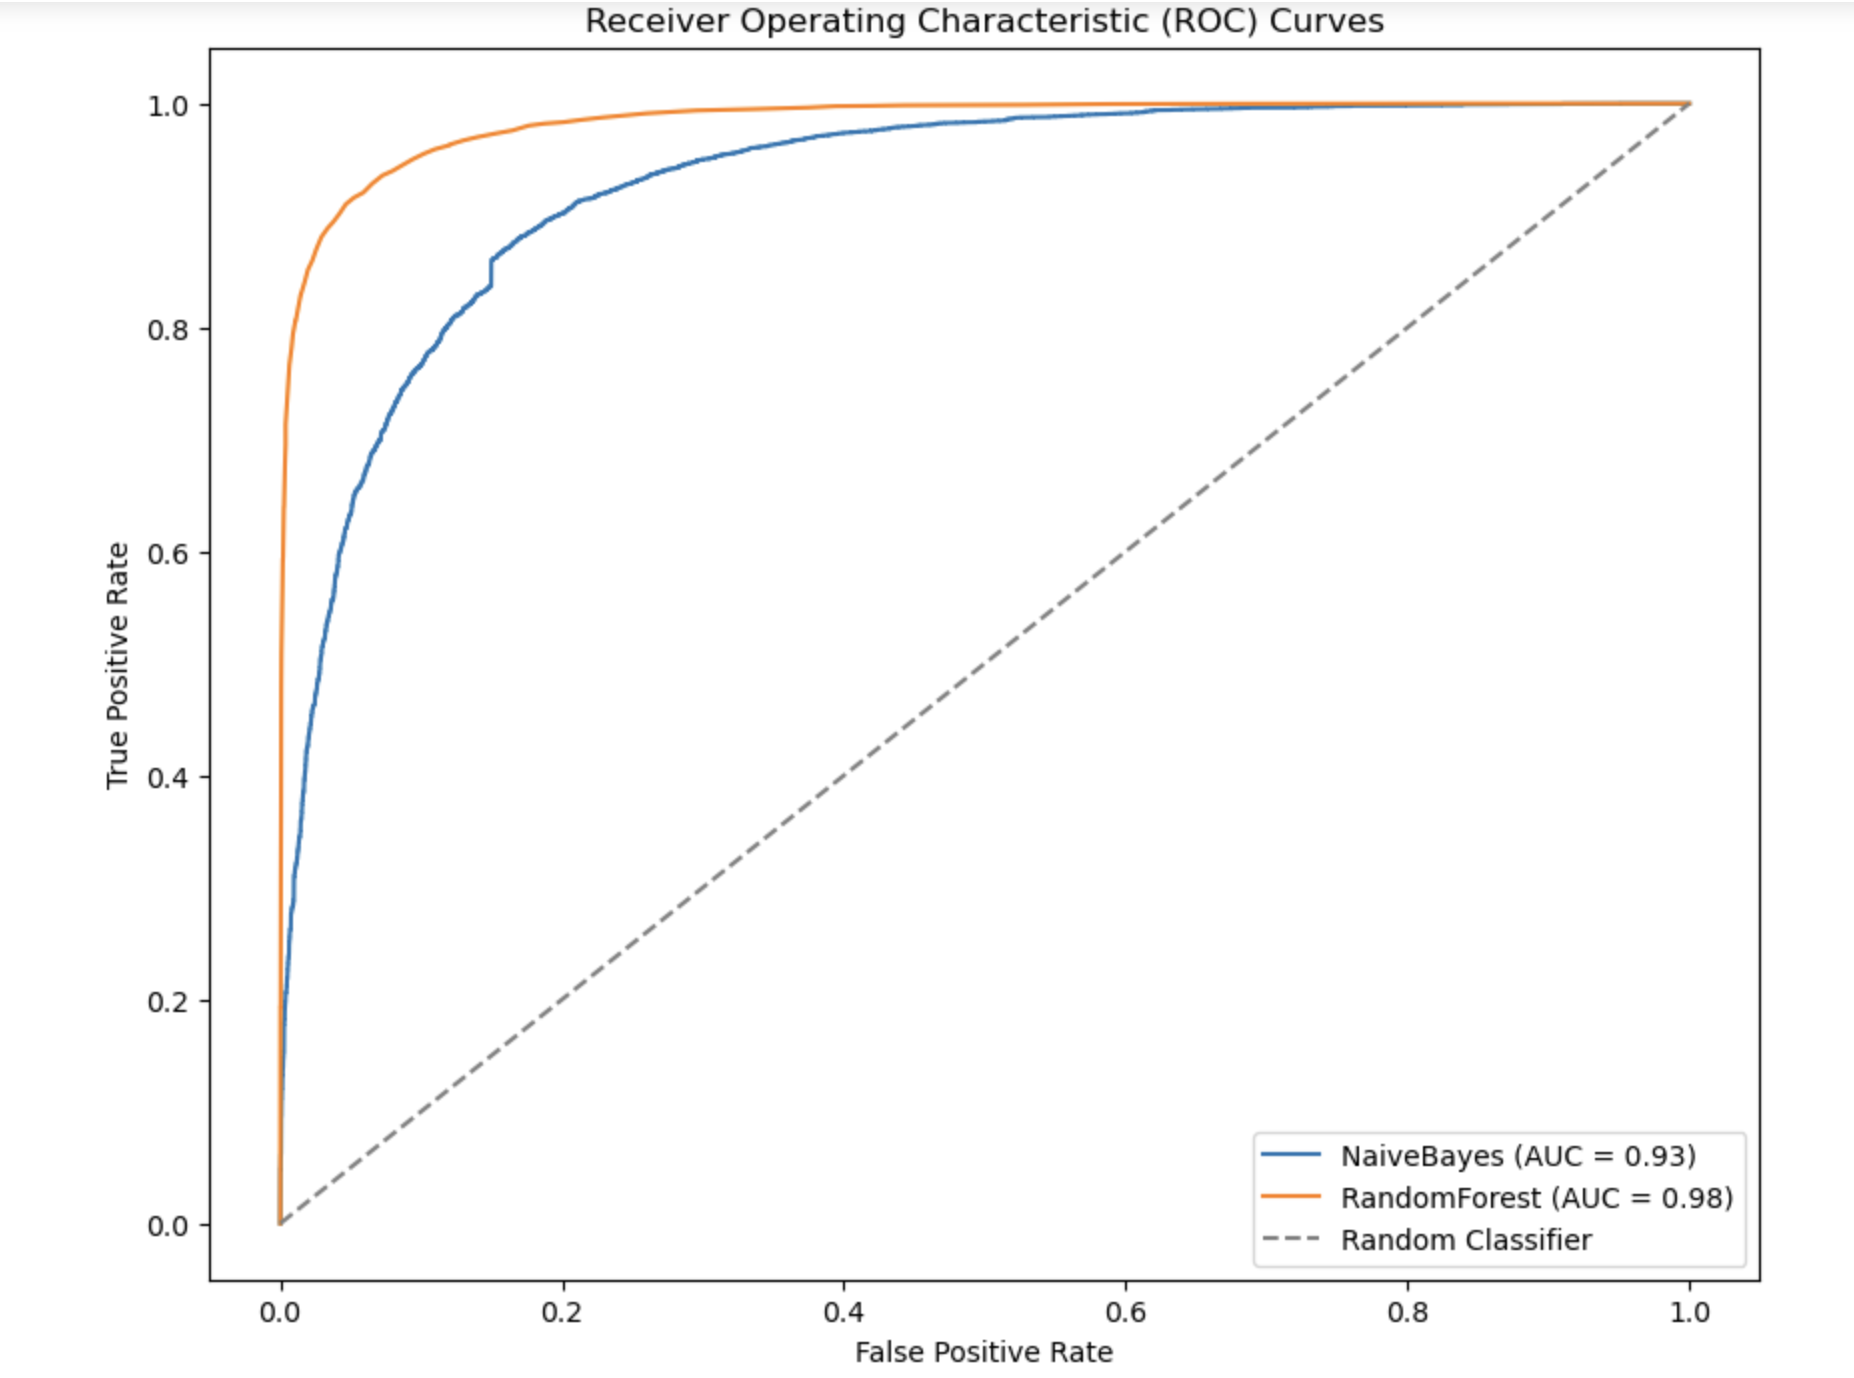 Receiver Operating Characteristic (ROC) Curves
1.0
0.8
0.6
0.4
0.2
0.0
True Positive Rate
0.0 0.2 0.4 0.6 0.8 1.0
False Positive Rate
NaiveBayes (AUC = 0.93)
RandomForest (AUC = 0.98)
Random Classifier